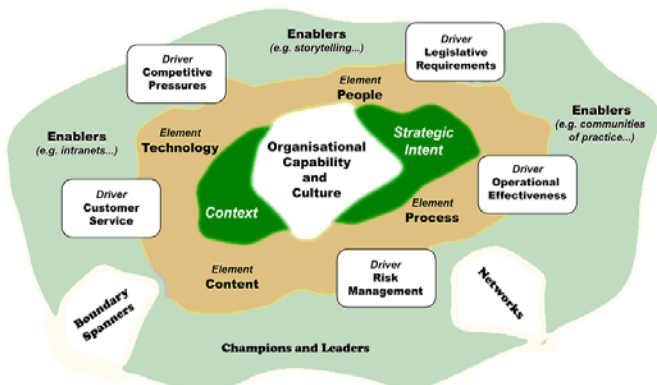 Enablers
(e.g. storytelling...)
Driver
Legislative
Requirements
Driver
Competitive
Pressures
Element
People
Enablers
(e.g. communities
of practice...)
Enablers
(e.g. intranets...)
Element
Technology
Strategic
Intent
Organisational
Capability
and
Culture
Driver
Operational
Effectiveness
Driver
Customer
Service
Context
Element
Process
Element
Content
Driver
Risk
Management
Boundary
Spanners
Networks
Champions and Leaders